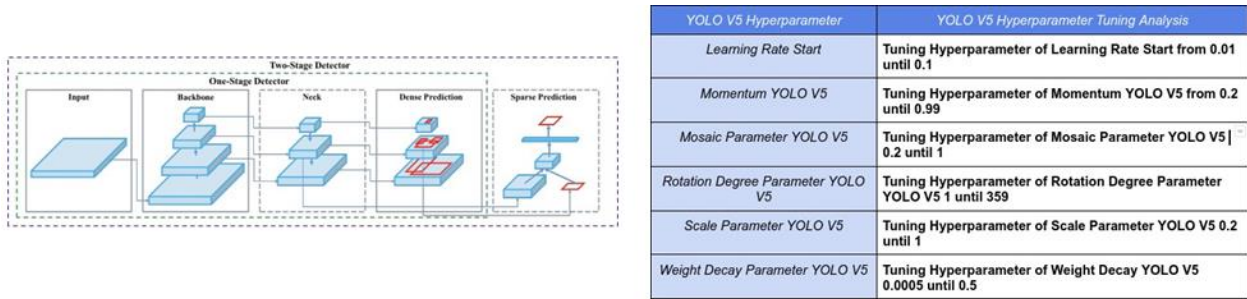 Two-Stage Detector
One-Stage Detector
Input
Backbone
Neck
Dense Prediction
Sparse Prediction
YOLO V5 Hyperparameter
YOLO V5 Hyperparameter Tuning Analysis
Learning Rate Start
Tuning Hyperparameter of Learning Rate Start from 0.01
until 0.1
Momentum YOLO V5
Tuning Hyperparameter of Momentum YOLO V5 from 0.2
until 0.99
Mosaic Parameter YOLO V5
Tuning Hyperparameter of Mosaic Parameter YOLO V5
0.2 until 1
Rotation Degree Parameter YOLO
V5
Tuning Hyperparameter of Rotation Degree Parameter
YOLO V5 1 until 359
Scale Parameter YOLO V5
Tuning Hyperparameter of Scale Parameter YOLO V5 0.2
until 1
Weight Decay Parameter YOLO V5
Tuning Hyperparameter of Weight Decay YOLO V5
0.0005 until 0.5